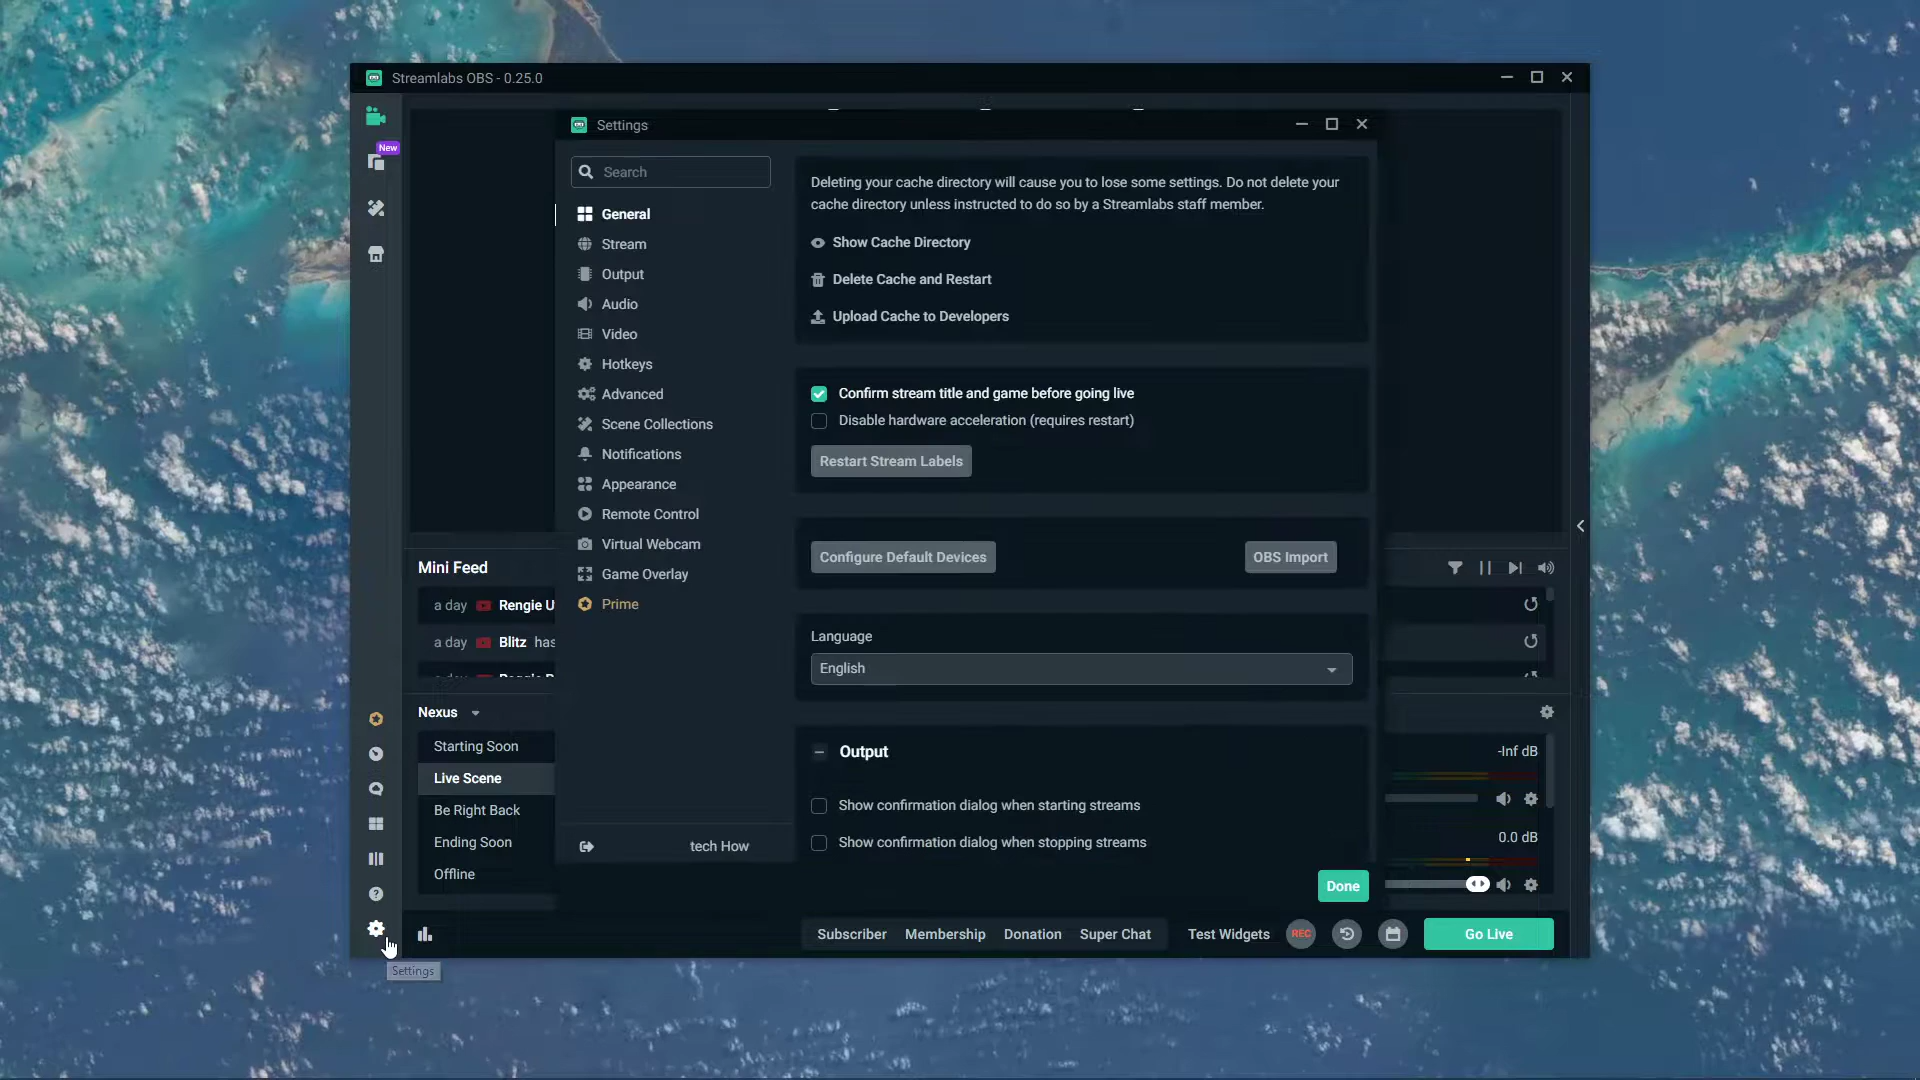 Streamlabs OBS - 0.25.0
Settings
New
Search
General
Stream
Output
Audio
Video
Hotkeys
Advanced
Scene Collections
Notifications
Appearance
Remote Control
Virtual Webcam
Game Overlay
Prime
tech How
Deleting your cache directory will cause you to lose some settings. Do not delete your
cache directory unless instructed to do so by a Streamlabs staff member.
Show Cache Directory
Delete Cache and Restart
Upload Cache to Developers
Confirm stream title and game before going live
Disable hardware acceleration (requires restart)
Restart Stream Labels
Configure Default Devices
OBS Import
Language
English
Output
Show confirmation dialog when starting streams
Show confirmation dialog when stopping streams
Done
Mini Feed
a day Rengie U
a day Blitz has
Nexus
Starting Soon
Live Scene
Be Right Back
Ending Soon
Offline
-Inf dB
0.0 dB
Subscriber
Membership
Donation
Super Chat
Test Widgets
REC
Go Live
Settings